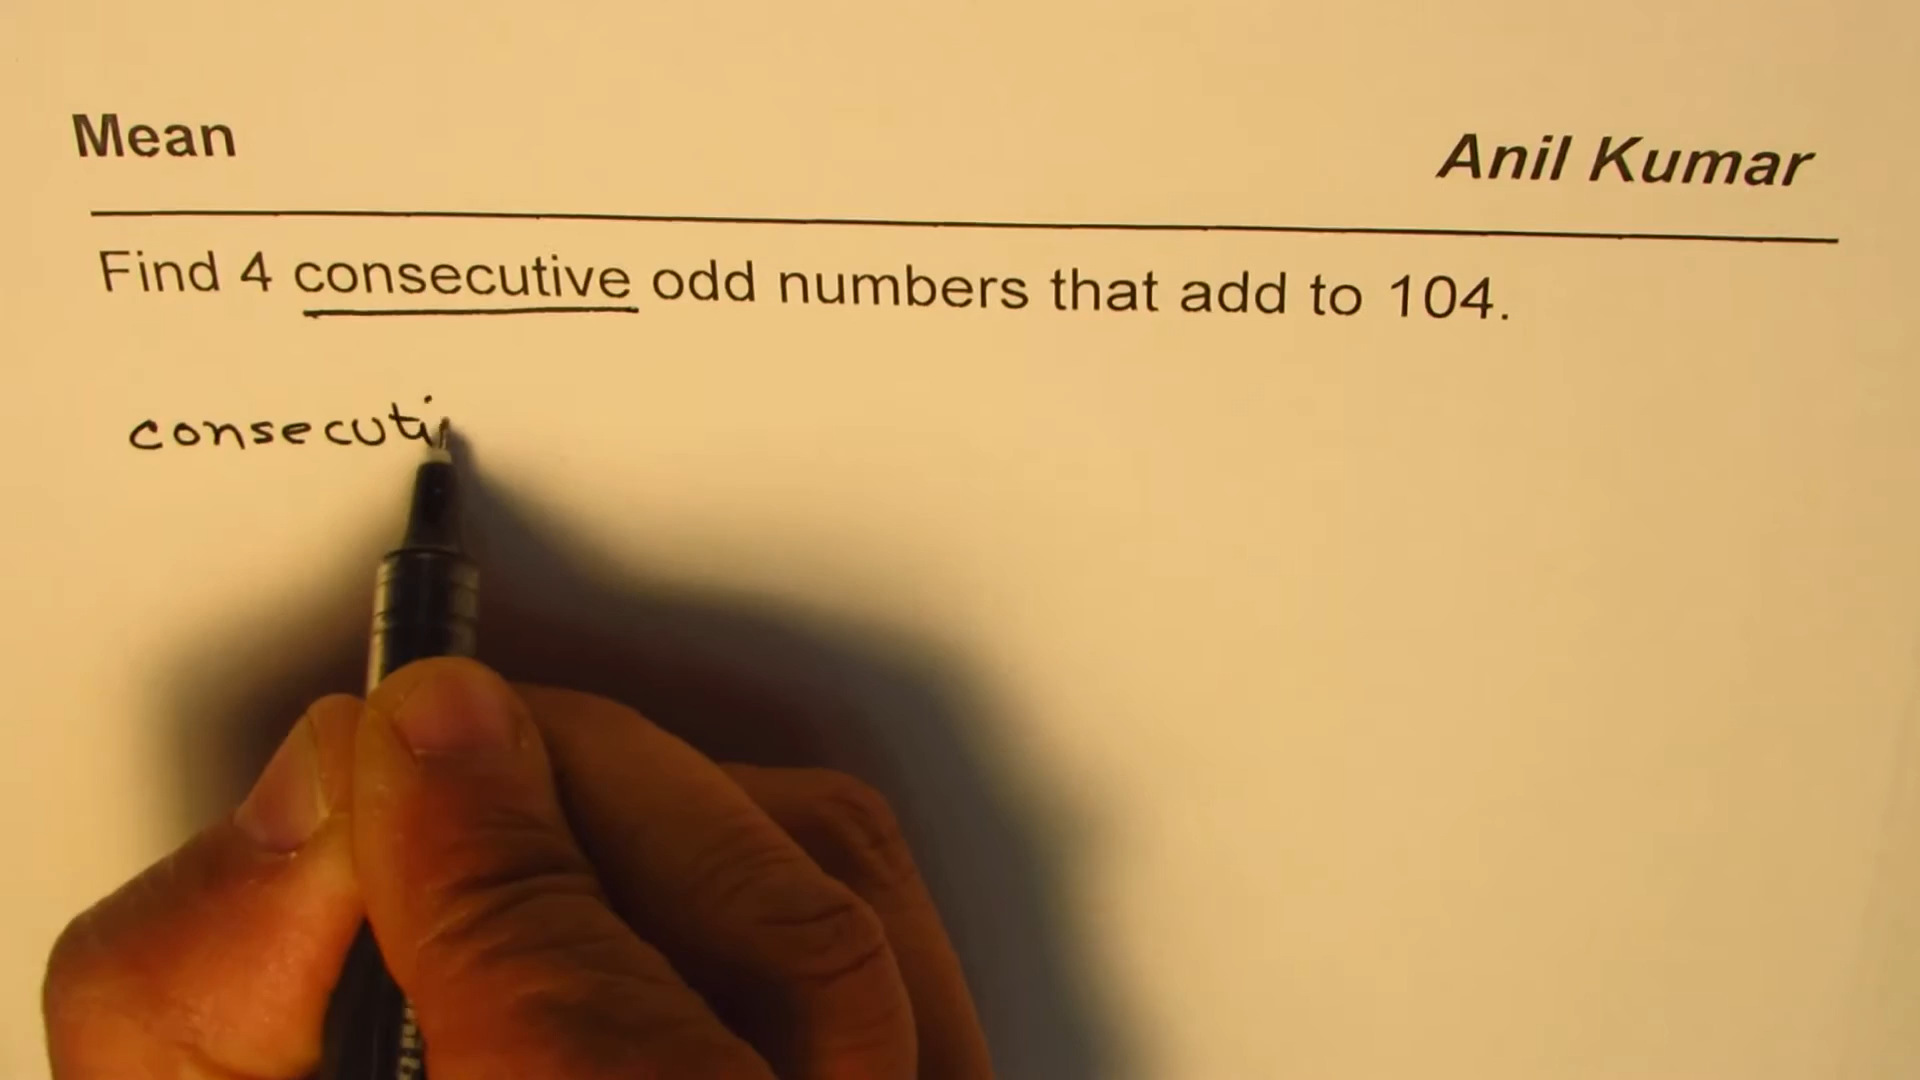 Mean
Anil Kumar
Find 4 consecutive odd numbers that add to 104.
consecuti